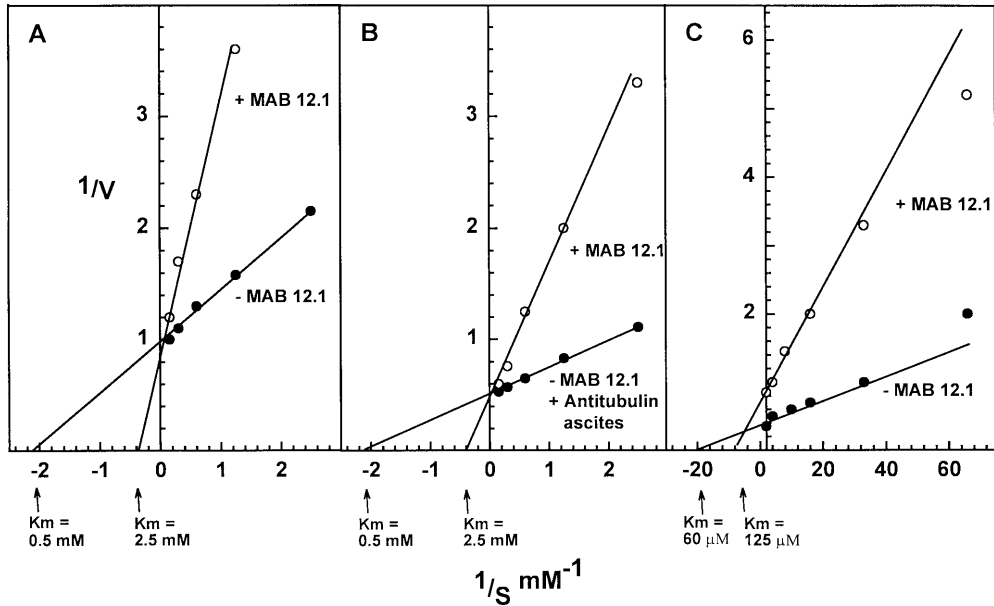 A
B
C
1/V
+ MAB 12.1
- MAB 12.1
3
2
1
-2 -1 0 1 2
Km = 0.5 mM
Km = 2.5 mM
+ MAB 12.1
- MAB 12.1
+ Antitubulin
ascites
3
2
1
-2 -1 0 1 2
Km = 0.5 mM
Km = 2.5 mM
+ MAB 12.1
- MAB 12.1
6
4
2
-20 0 20 40 60
Km = 60 μM
Km = 125 μM
1/S mM-1